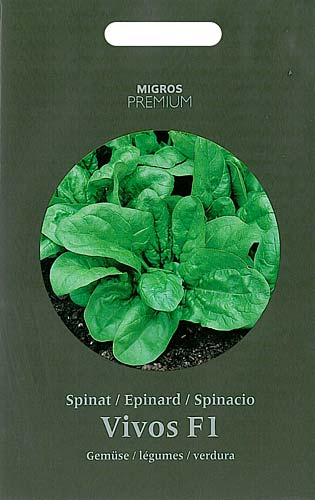 MIGROS
PREMIUM
Spinat / Epinard / Spinacio
Vivos F1
Gemüse / légumes / verdura